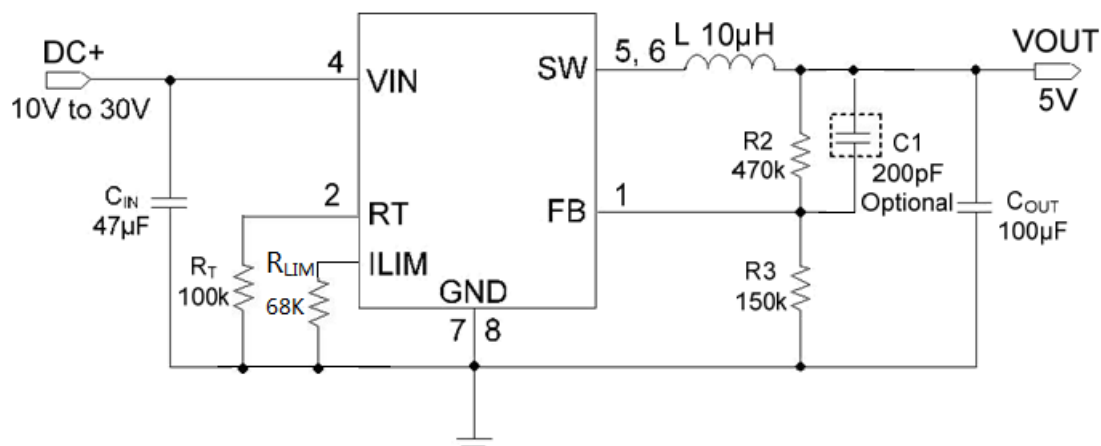 DC+
10V to 30V
4
VIN
SW
5, 6
L 10µH
VOUT
5V
CIN
47µF
2
RT
RT
100k
RLIM
68K
ILIM
GND
7
8
FB
1
R2
470k
C1
200pF
Optional
COUT
100µF
R3
150k